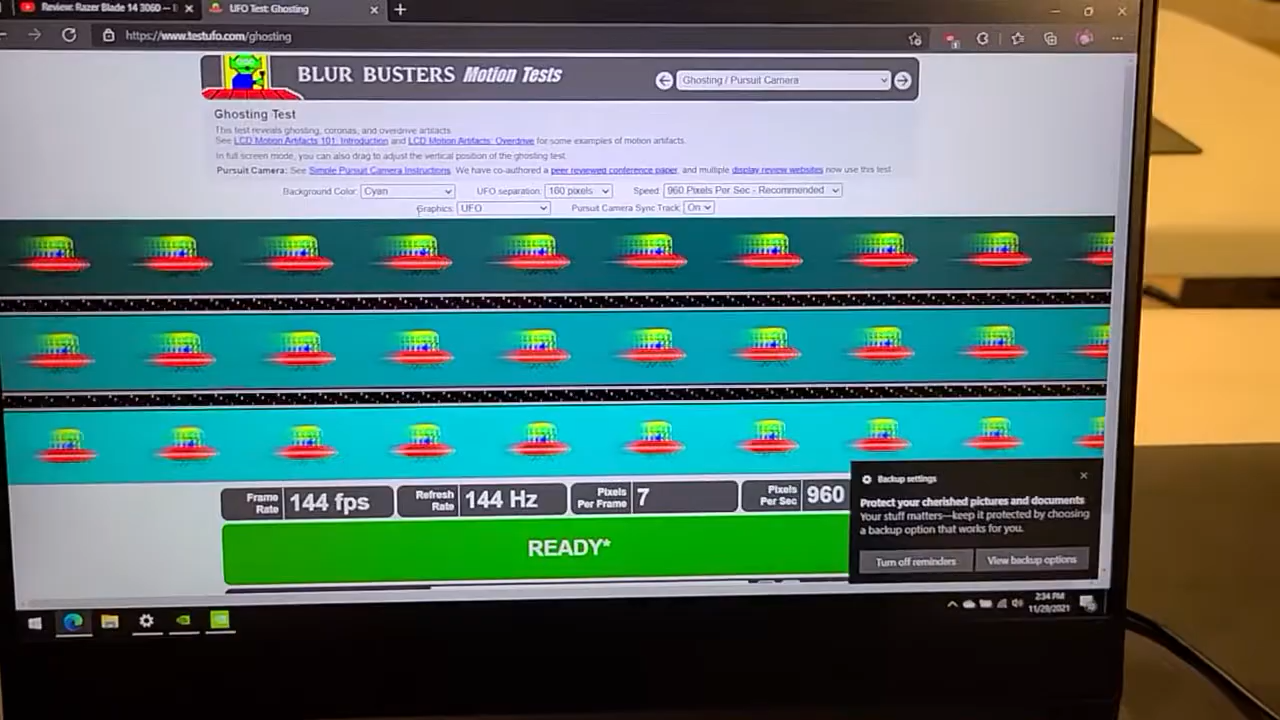 Review: Razer Blade 14 3060 –
UFO Test: Ghosting
https://www.testufo.com/ghosting
BLUR BUSTERS Motion Tests
Ghosting / Pursuit Camera
Ghosting Test
This test reveals ghosting, coronas, and overdrive artifacts.
See LCD Motion Artifacts 101: Introduction and LCD Motion Artifacts: Overdrive for some examples of motion artifacts.
In full screen mode, you can also drag to adjust the vertical position of the ghosting test.
Pursuit Camera: See Simple Pursuit Camera Instructions. We have co-authored a peer reviewed conference paper, and multiple display review websites now use this test.
Background Color: Cyan UFO separation: 160 pixels Speed: 960 Pixels Per Sec - Recommended
Graphics: UFO Pursuit Camera Sync Track: On
Frame Rate 144 fps Refresh Rate 144 Hz Pixels Per Frame 7 Pixels Per Sec 960
READY*
Backup settings
Protect your cherished pictures and documents
Your stuff matters—keep it protected by choosing
a backup option that works for you.
Turn off reminders View backup options
2:34 PM
11/29/2021